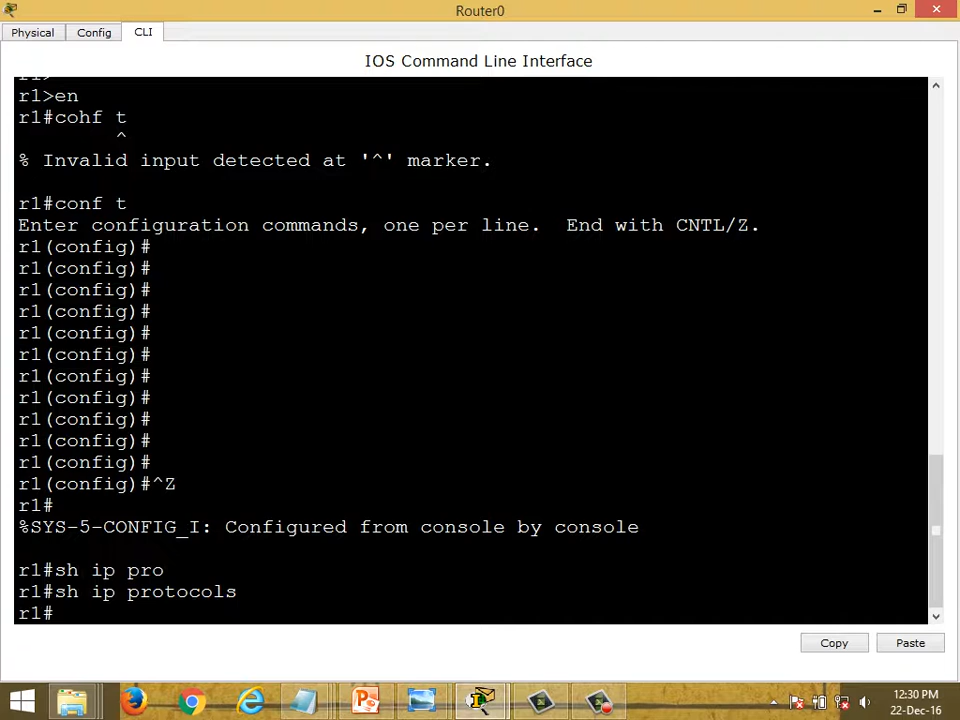 Router0
Physical Config CLI
IOS Command Line Interface
r1>
r1>en
r1#cohf t
^
% Invalid input detected at '^' marker.
r1#conf t
Enter configuration commands, one per line.  End with CNTL/Z.
r1(config)#
r1(config)#
r1(config)#
r1(config)#
r1(config)#
r1(config)#
r1(config)#
r1(config)#
r1(config)#
r1(config)#
r1(config)#
r1(config)#^Z
r1#
%SYS-5-CONFIG_I: Configured from console by console
r1#sh ip pro
r1#sh ip protocols
r1#
Copy Paste
12:30 PM
22-Dec-16